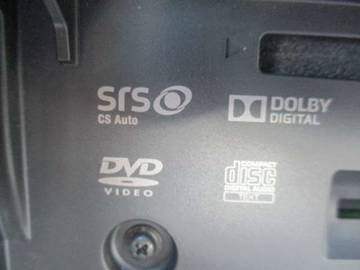 SRS
CS Auto
DOLBY
DIGITAL
DVD
VIDEO
COMPACT
disc
DIGITAL AUDIO
TEXT